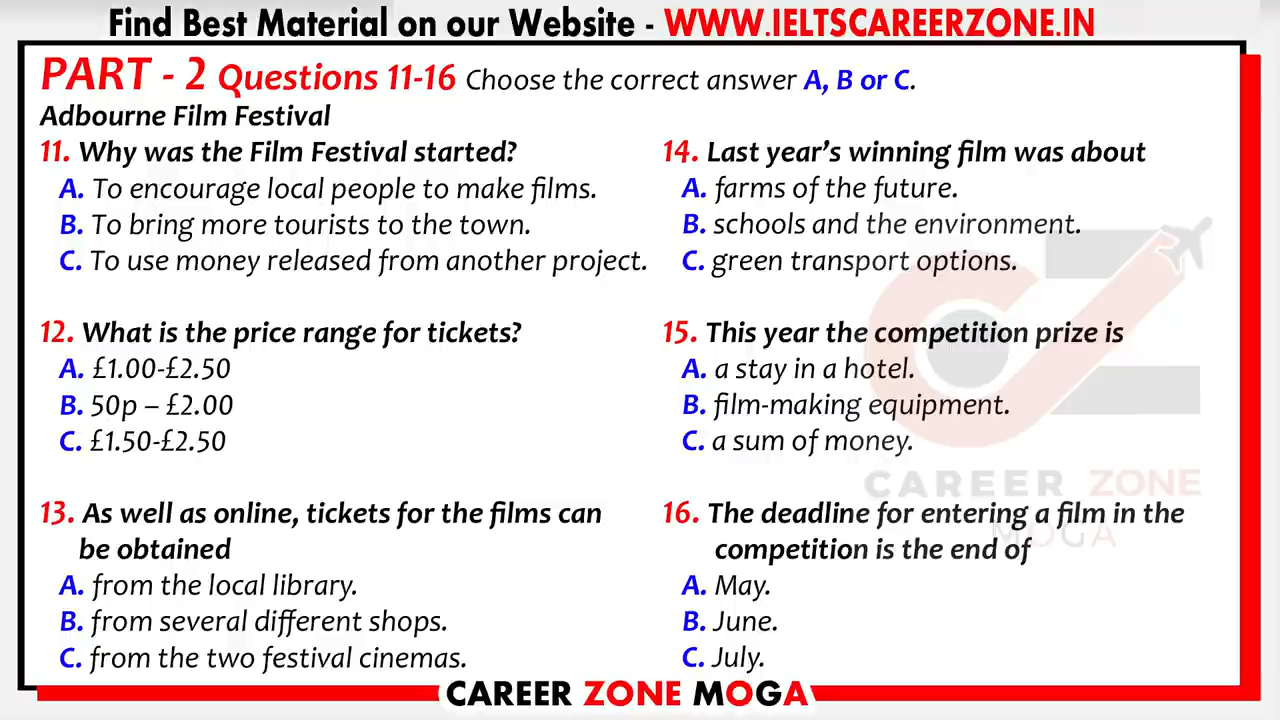 Find Best Material on our Website - WWW.IELTSCAREERZONE.IN
PART - 2 Questions 11-16 Choose the correct answer A, B or C.
Adbourne Film Festival
11. Why was the Film Festival started?
A. To encourage local people to make films.
B. To bring more tourists to the town.
C. To use money released from another project.
12. What is the price range for tickets?
A. £1.00-£2.50
B. 50p – £2.00
C. £1.50-£2.50
13. As well as online, tickets for the films can
be obtained
A. from the local library.
B. from several different shops.
C. from the two festival cinemas.
14. Last year’s winning film was about
A. farms of the future.
B. schools and the environment.
C. green transport options.
15. This year the competition prize is
A. a stay in a hotel.
B. film-making equipment.
C. a sum of money.
16. The deadline for entering a film in the
competition is the end of
A. May.
B. June.
C. July.
CAREER ZONE
MOGA
CAREER ZONE MOGA